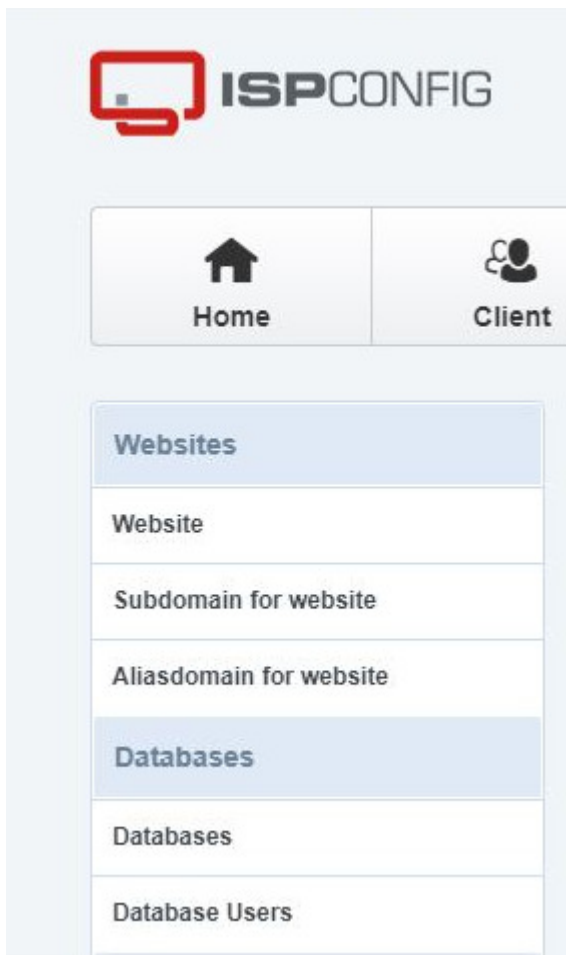 ISPCONFIG
Home Client
Websites
Website
Subdomain for website
Aliasdomain for website
Databases
Databases
Database Users